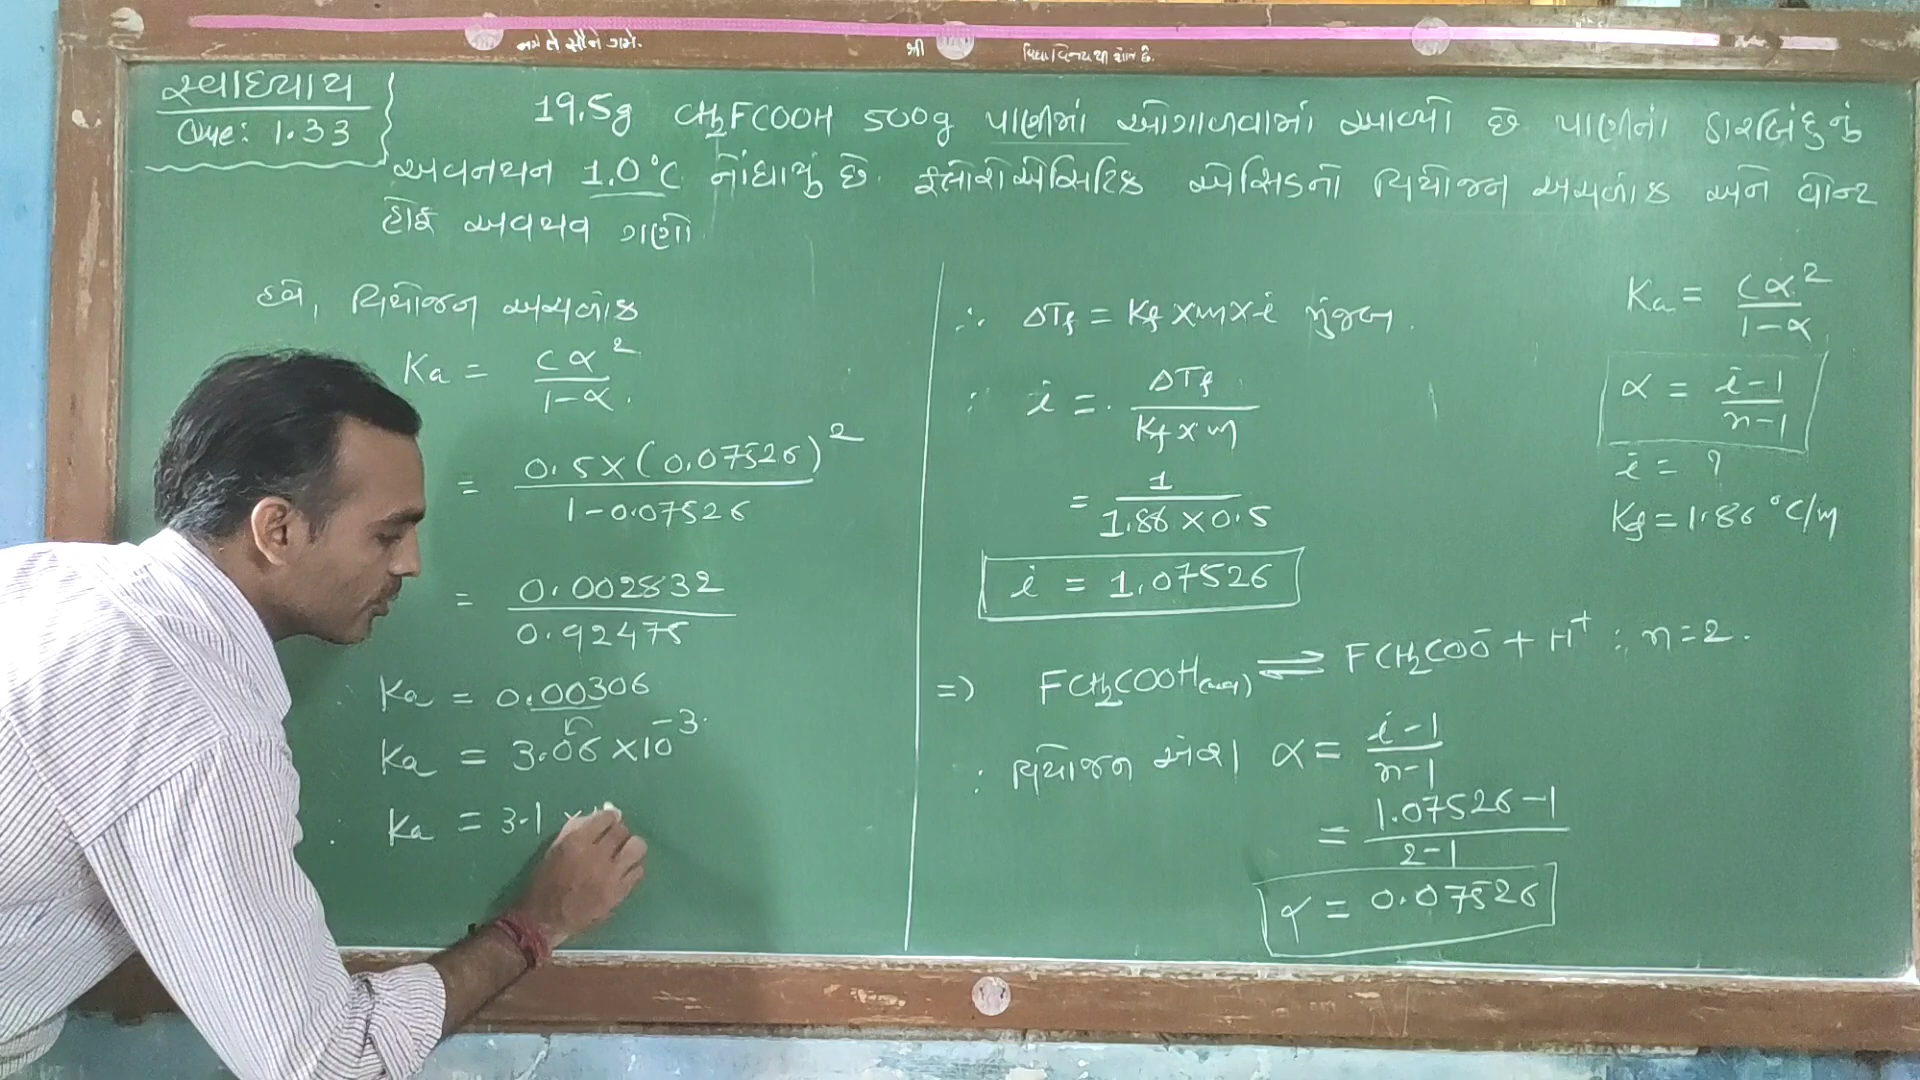 નમે તે સૌને ગમે.
શ્રી
વિદ્યા વિનયથી શોભે છે.
સ્વાધ્યાય
Que: 1.33
19.5g CH2FCOOH 500g પાણીમાં ઓગાળવામાં આવ્યો છે પાણીનાં ઠારબિંદુનું
અવનયન 1.0°C નોંધાયું છે. ફ્લોરોએસિટિક એસિડનો વિયોજન અચળાંક અને વોન્ટ
હોફ અવયવ ગણો
હવે, વિયોજન અચળાંક
Ka = cα² / 1-α.
= 0.5×(0.07526)² / 1-0.07526
= 0.002832 / 0.92475
Ka = 0.00306
Ka = 3.06 ×10⁻³.
Ka = 3.1 ×
∴ ΔTf = Kf × m × i મુજબ.
: i = ΔTf / Kf × m
= 1 / 1.86 × 0.5
i = 1.07526
=) FCH2COOH(aq) ⇌ FCH2COO⁻ + H⁺ ∴ n=2.
: વિયોજન અંશ α = i-1 / n-1
= 1.07526-1 / 2-1
α = 0.07526
Ka = cα² / 1-α
α = i-1 / n-1
i = ?
Kf = 1.86 °C/m